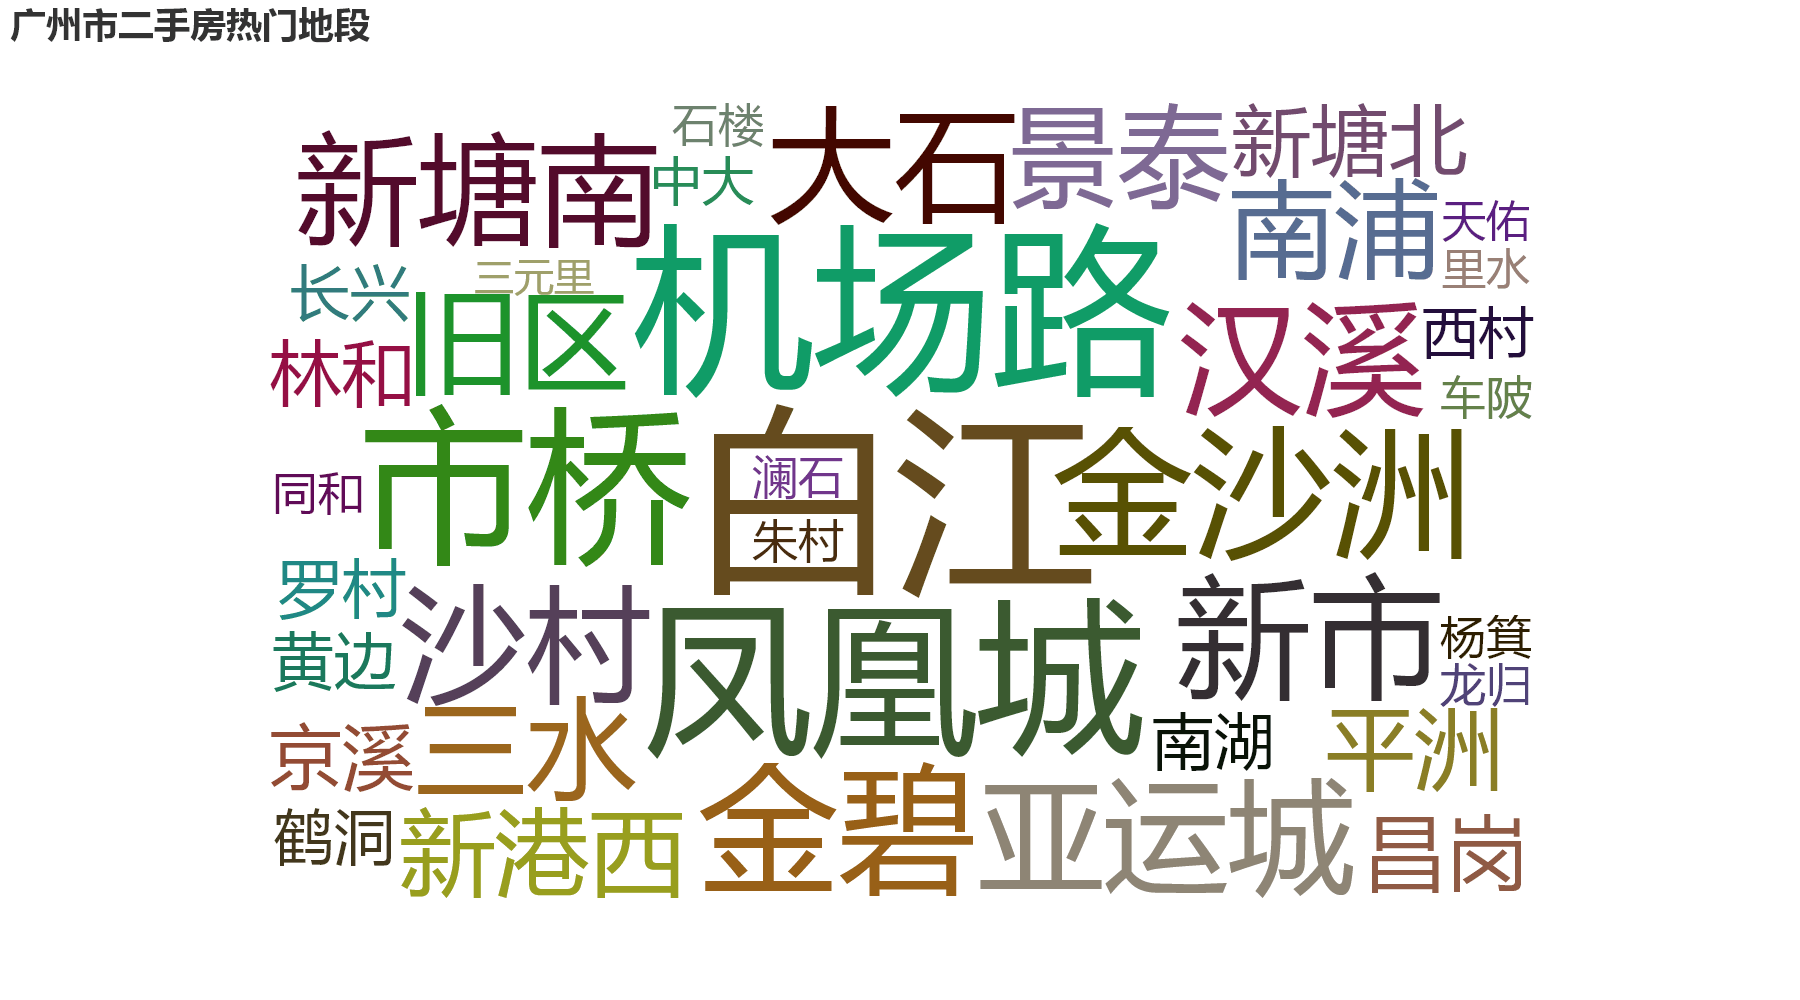 广州市二手房热门地段
石楼
大石
景泰
新塘北
新塘南
中大
南浦
天佑
里水
长兴
三元里
机场路
旧区
汉溪
西村
林和
车陂
市桥
白江
澜石
朱村
金沙洲
同和
罗村
沙村
凤凰城
新市
杨箕
黄边
龙归
京溪
三水
南湖
平洲
鹤洞
新港西
金碧
亚运城
昌岗